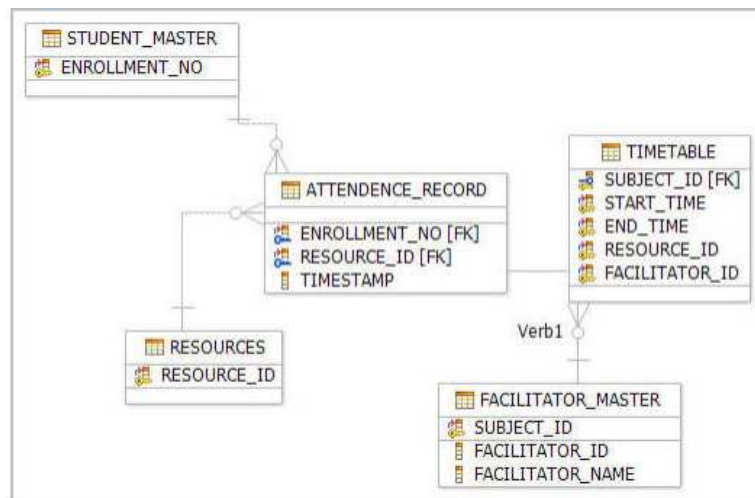 STUDENT_MASTER
ENROLLMENT_NO
ATTENDENCE_RECORD
ENROLLMENT_NO [FK]
RESOURCE_ID [FK]
TIMESTAMP
TIMETABLE
SUBJECT_ID [FK]
START_TIME
END_TIME
RESOURCE_ID
FACILITATOR_ID
Verb1
RESOURCES
RESOURCE_ID
FACILITATOR_MASTER
SUBJECT_ID
FACILITATOR_ID
FACILITATOR_NAME